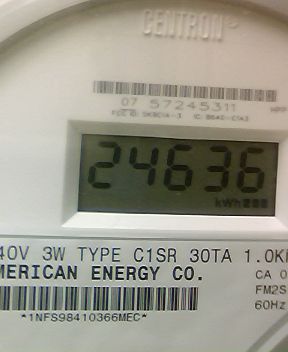 CENTRON
07 57245311
24636
kWh
40V 3W TYPE C1SR 30TA 1.0K
MERICAN ENERGY CO.
CA 0
FM2S
60Hz
*1NFS98410366MEC*